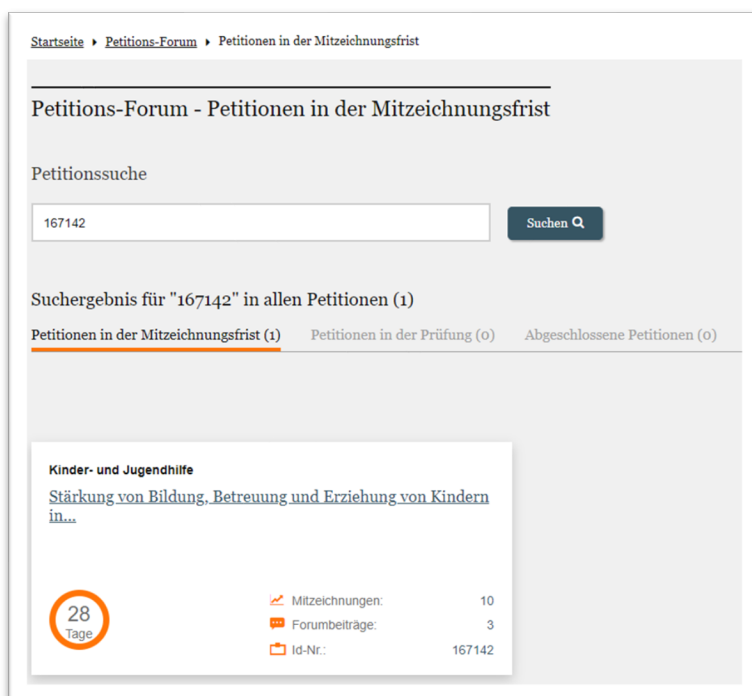 Startseite ▸ Petitions-Forum ▸ Petitionen in der Mitzeichnungsfrist
Petitions-Forum - Petitionen in der Mitzeichnungsfrist
Petitionssuche
167142 Suchen
Suchergebnis für "167142" in allen Petitionen (1)
Petitionen in der Mitzeichnungsfrist (1) Petitionen in der Prüfung (0) Abgeschlossene Petitionen (0)
Kinder- und Jugendhilfe
Stärkung von Bildung, Betreuung und Erziehung von Kindern
in...
28
Tage
Mitzeichnungen: 10
Forumbeiträge: 3
Id-Nr.: 167142